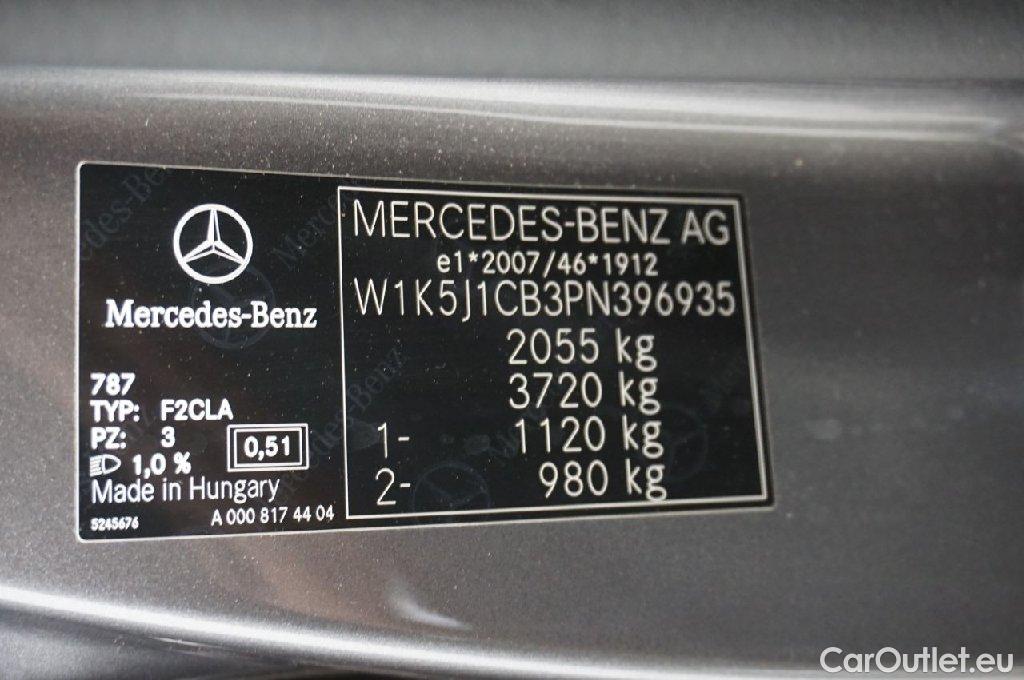 Mercedes-Benz
787
TYP: F2CLA
PZ: 3
1,0 %
0,51
Made in Hungary
5245676
A 000 817 44 04
MERCEDES-BENZ AG
e1*2007/46*1912
W1K5J1CB3PN396935
2055 kg
3720 kg
1- 1120 kg
2- 980 kg
CarOutlet.eu